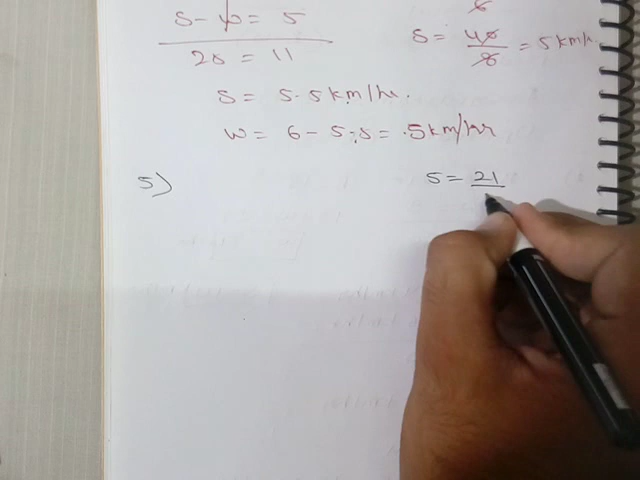 S - w = 5
2s = 11
S = 40/8 = 5 km/hr
S = 5.5 km/hr.
w = 6 - 5.5 = .5 km/hr
5)
S = 21